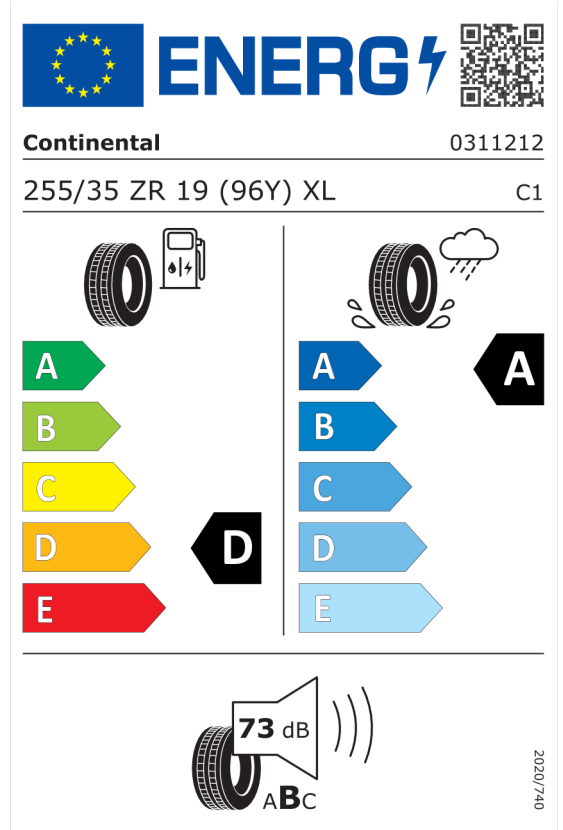 ENERG
Continental 0311212
255/35 ZR 19 (96Y) XL C1
A A A
B B
C C
D D D
E E
73 dB
ABC
2020/740